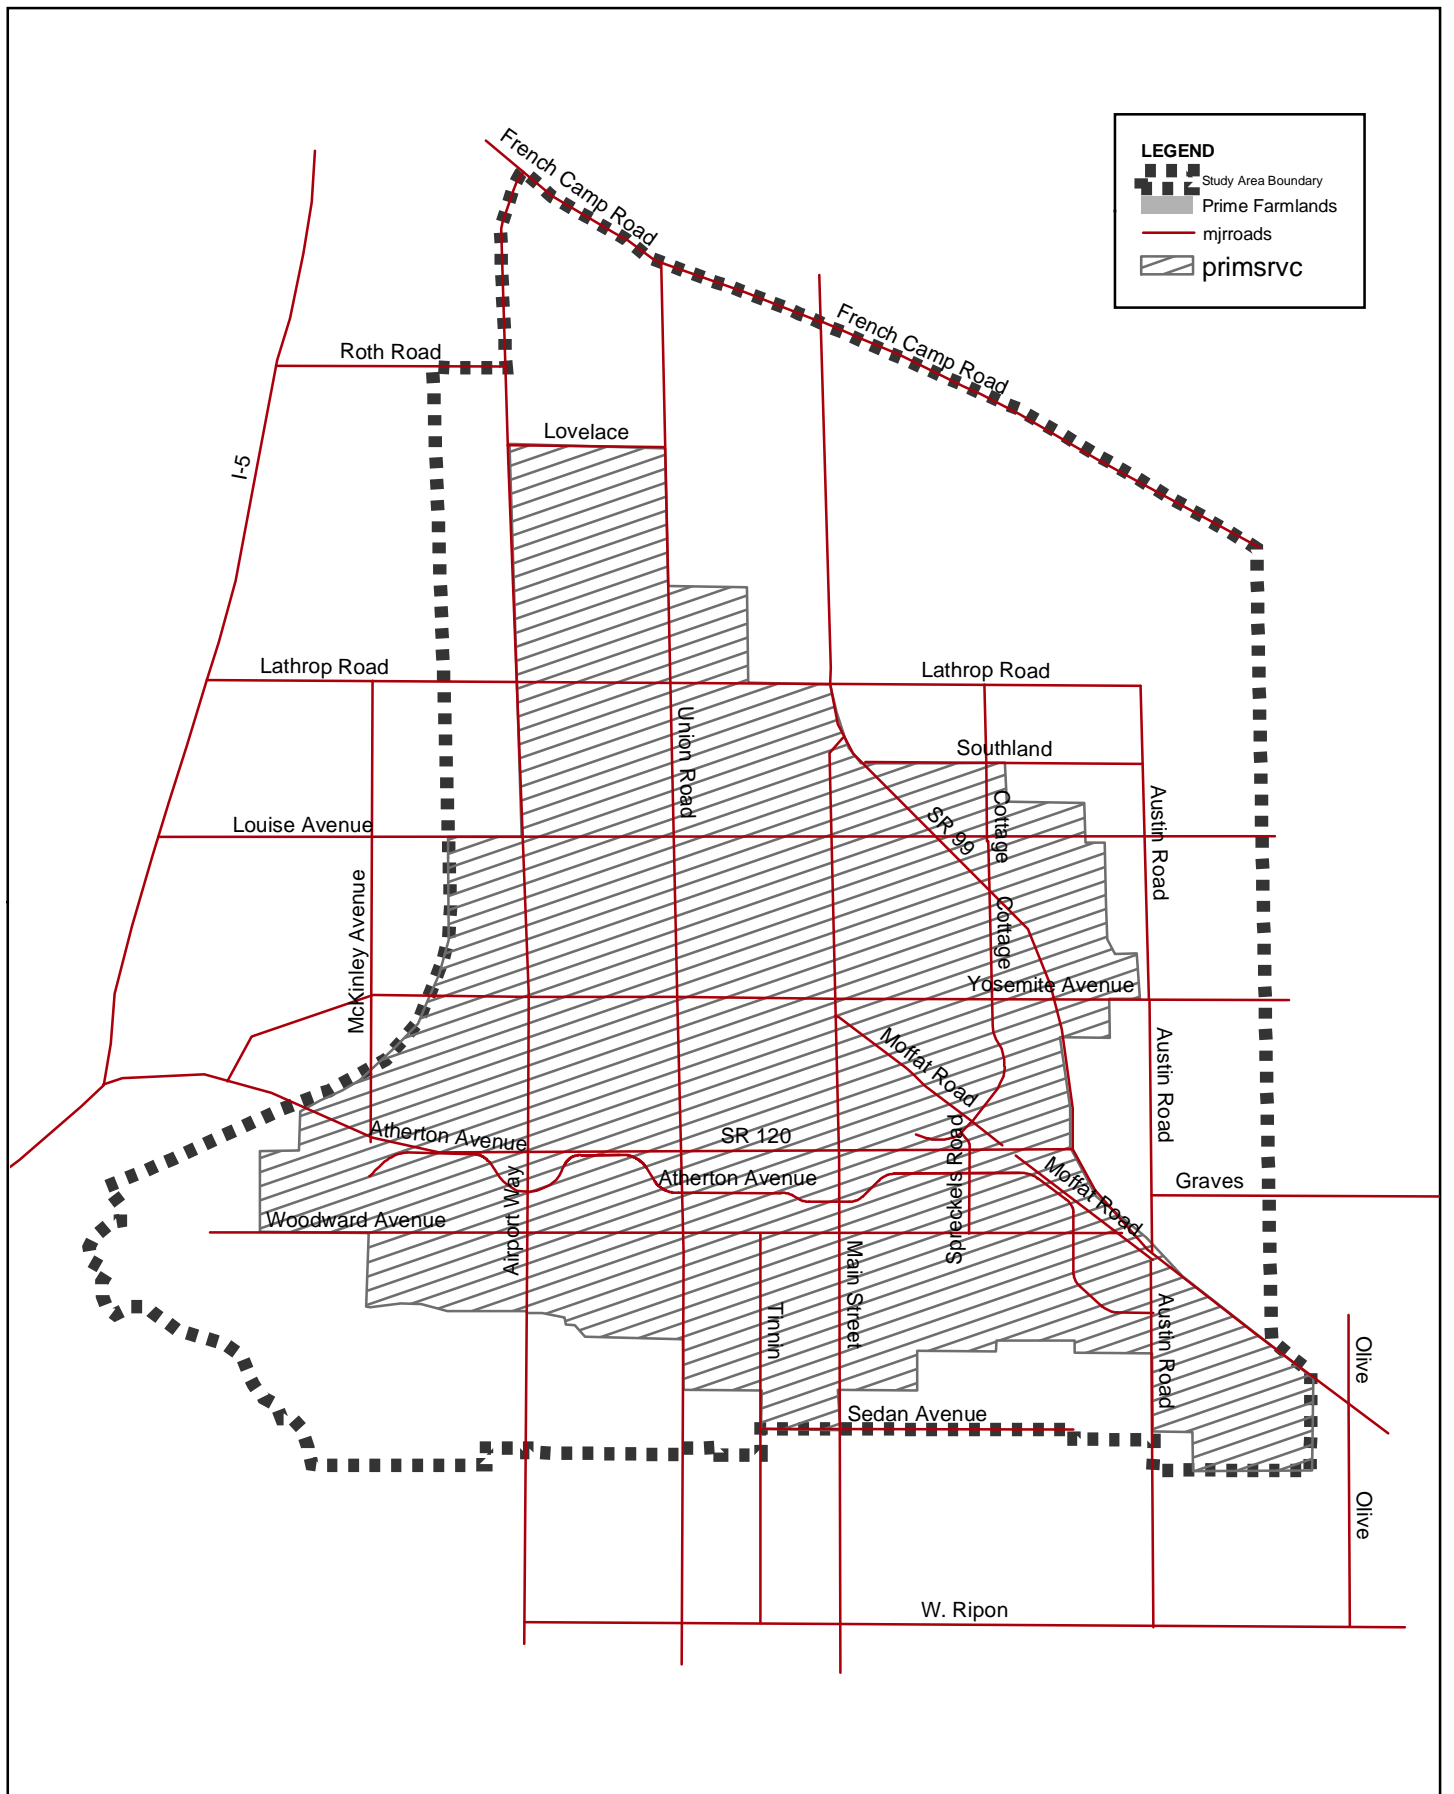 LEGEND
Study Area Boundary
Prime Farmlands
mjrroads
primsrvc
French Camp Road
French Camp Road
Roth Road
Lovelace
I-5
Lathrop Road
Lathrop Road
Union Road
Southland
Cottage
SR 99
Austin Road
Louise Avenue
McKinley Avenue
Cottage
Yosemite Avenue
Moffat Road
Austin Road
Atherton Avenue
SR 120
Spreckels Road
Atherton Avenue
Moffat Road
Graves
Airport Way
Woodward Avenue
Main Street
Tinnin
Austin Road
Olive
Sedan Avenue
Olive
W. Ripon